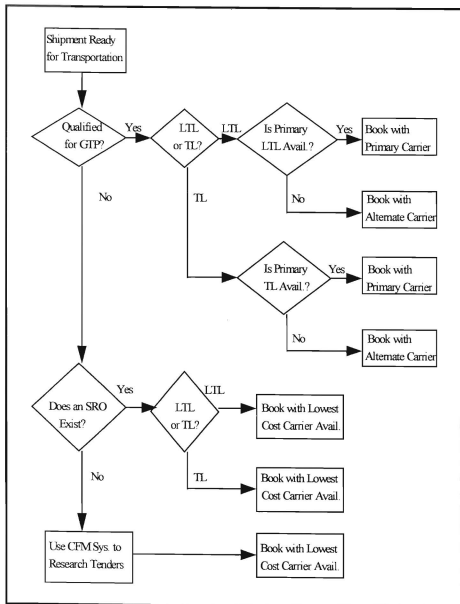 Shipment Ready
for Transportation
Qualified
for GTP?
Yes
LTL
or TL?
LTL
Is Primary
LTL Avail.?
Yes
Book with
Primary Carrier
No
Book with
Alternate Carrier
No
TL
Is Primary
TL Avail.?
Yes
Book with
Primary Carrier
No
Book with
Alternate Carrier
Does an SRO
Exist?
Yes
LTL
or TL?
LTL
Book with Lowest
Cost Carrier Avail.
No
TL
Book with Lowest
Cost Carrier Avail.
Use CFM Sys. to
Research Tenders
Book with Lowest
Cost Carrier Avail.